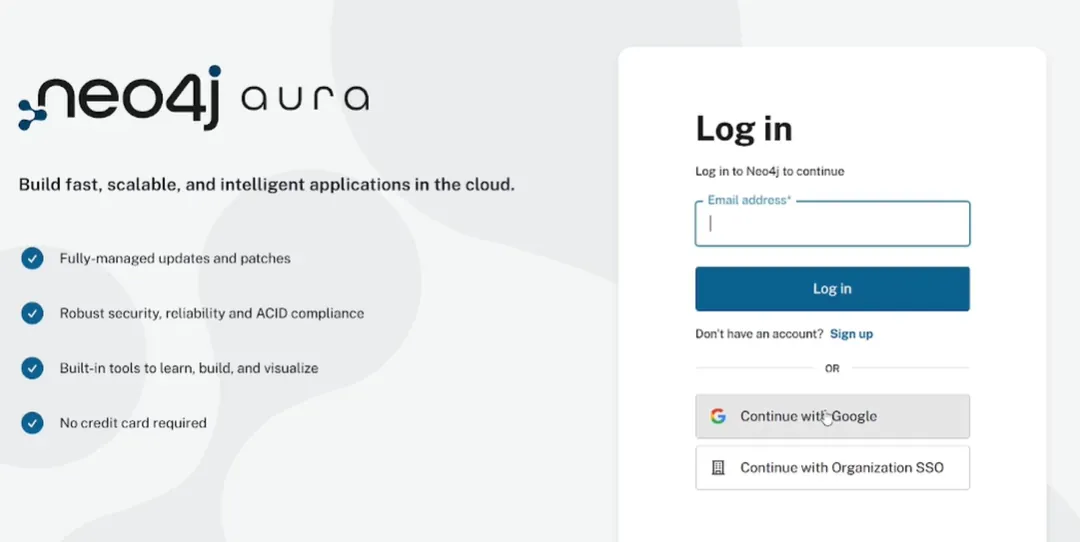 neo4j aura
Build fast, scalable, and intelligent applications in the cloud.
Fully-managed updates and patches
Robust security, reliability and ACID compliance
Built-in tools to learn, build, and visualize
No credit card required
Log in
Log in to Neo4j to continue
Email address*
Log in
Don't have an account? Sign up
OR
Continue with Google
Continue with Organization SSO